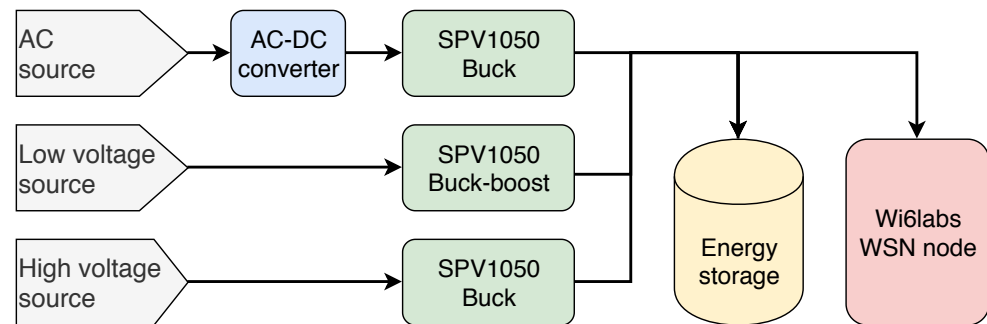 AC
source
AC-DC
converter
SPV1050
Buck
Low voltage
source
SPV1050
Buck-boost
High voltage
source
SPV1050
Buck
Energy
storage
Wi6labs
WSN node